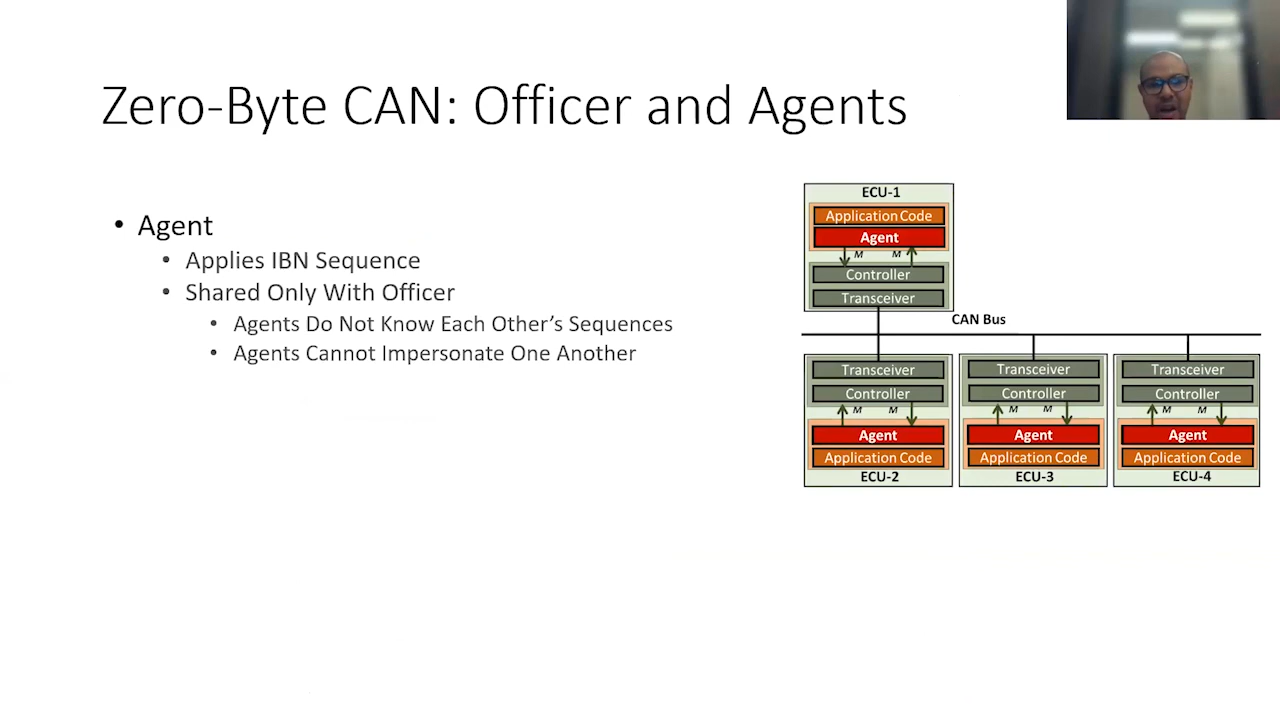 Zero-Byte CAN: Officer and Agents
• Agent
• Applies IBN Sequence
• Shared Only With Officer
• Agents Do Not Know Each Other's Sequences
• Agents Cannot Impersonate One Another
ECU-1
Application Code
Agent
M M
Controller
Transceiver
CAN Bus
Transceiver
Controller
M M
Agent
Application Code
ECU-2
Transceiver
Controller
M M
Agent
Application Code
ECU-3
Transceiver
Controller
M M
Agent
Application Code
ECU-4